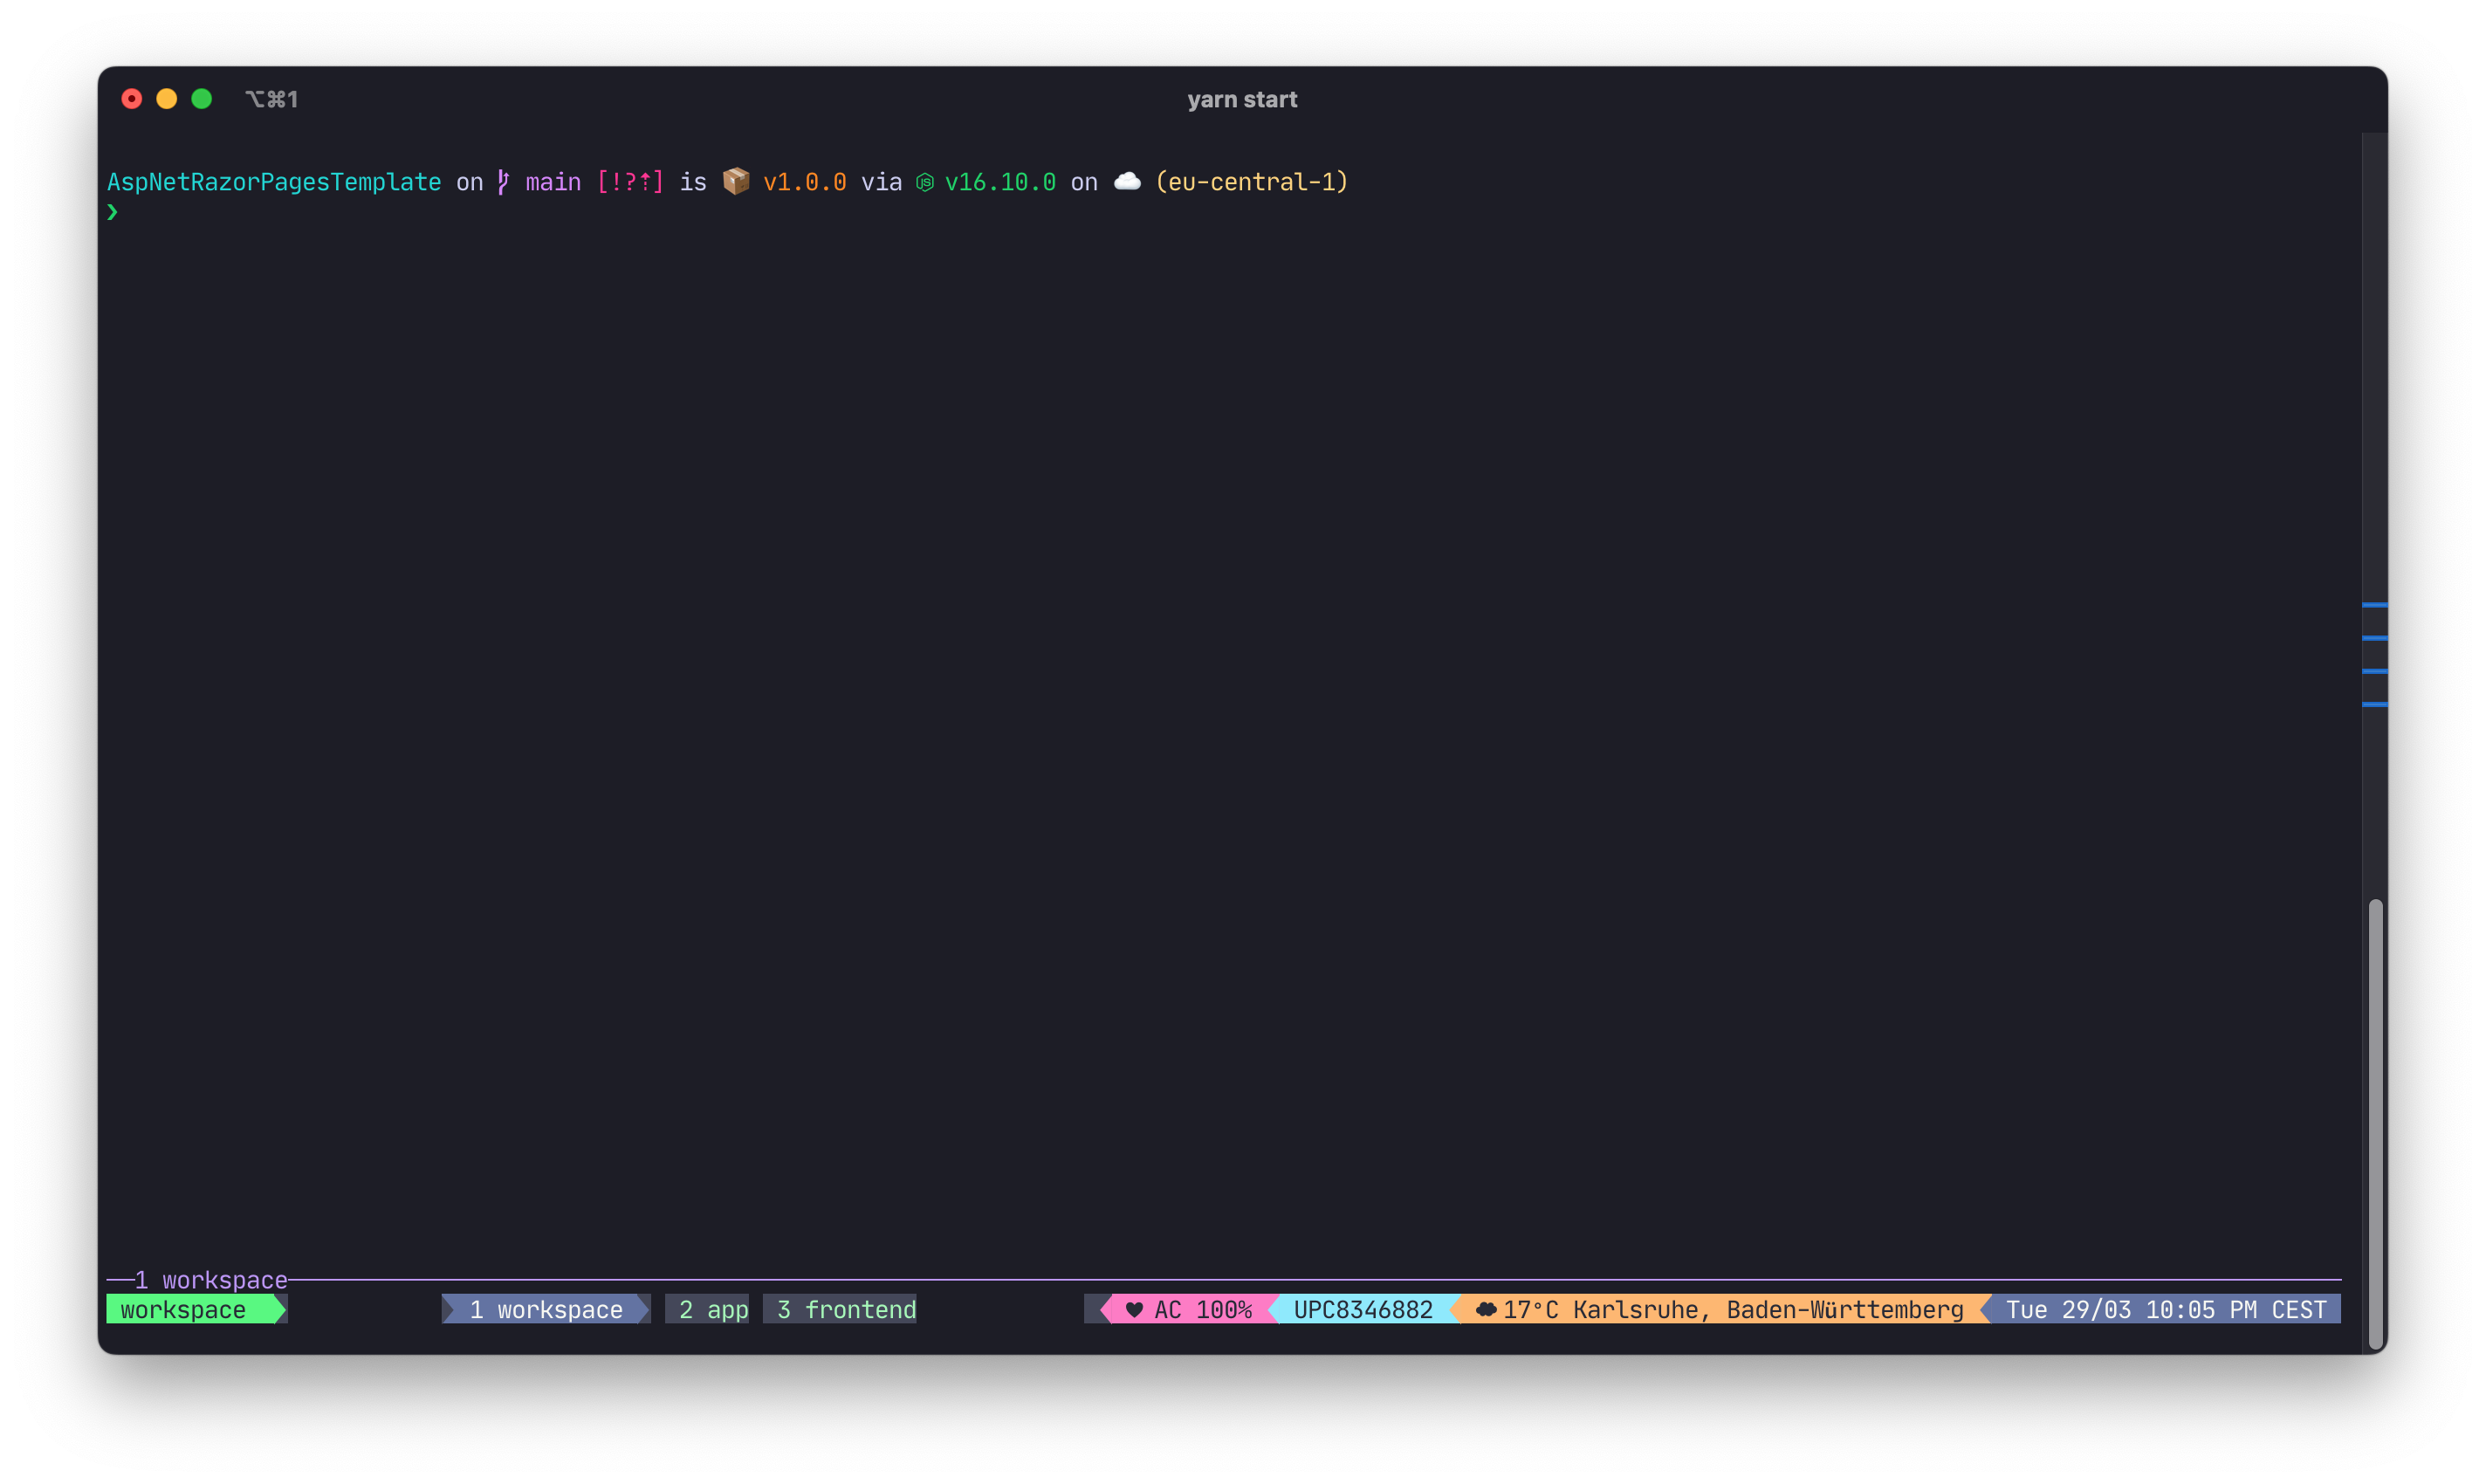 ⌥⌘1 yarn start
AspNetRazorPagesTemplate on main [!?⇡] is 📦 v1.0.0 via v16.10.0 on ☁️ (eu-central-1)
❯
1 workspace
workspace 1 workspace 2 app 3 frontend ♥ AC 100% UPC8346882 ☁ 17°C Karlsruhe, Baden-Württemberg Tue 29/03 10:05 PM CEST